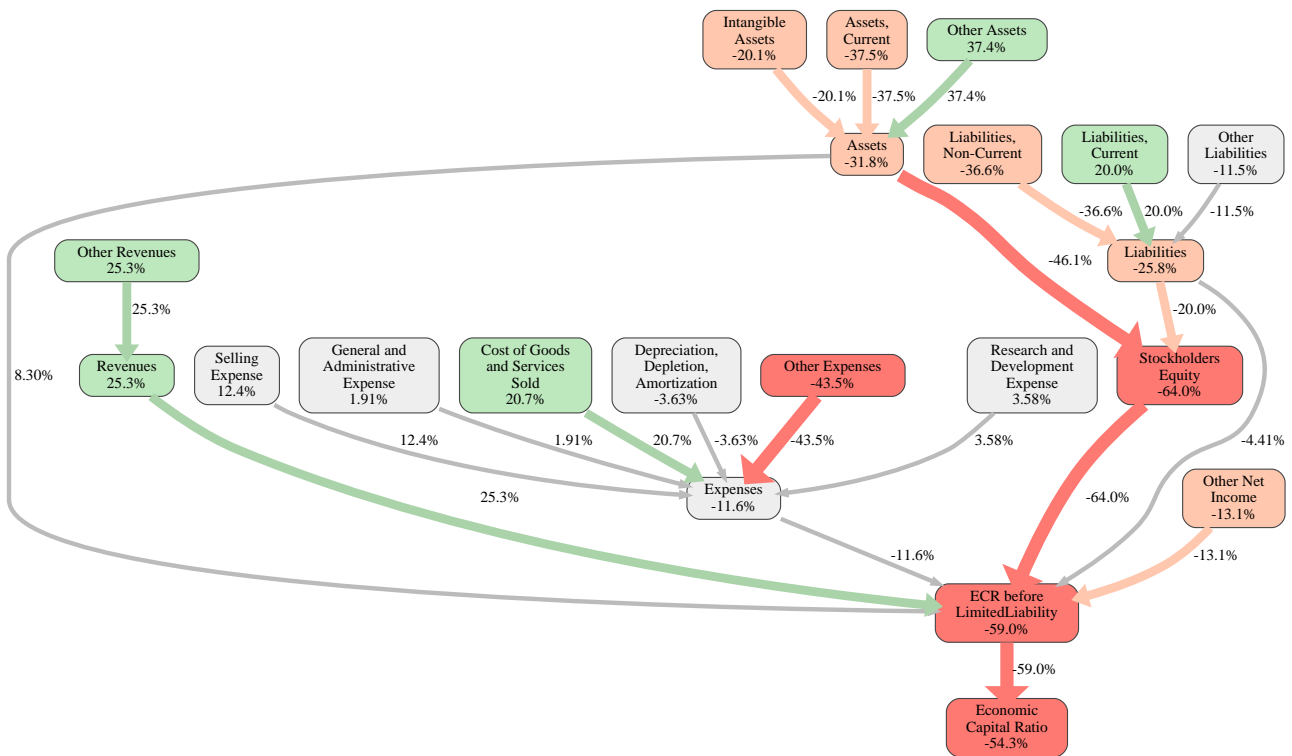 Intangible
Assets
-20.1%
Assets,
Current
-37.5%
Other Assets
37.4%
-20.1%
-37.5%
37.4%
Assets
-31.8%
Liabilities,
Non-Current
-36.6%
Liabilities,
Current
20.0%
Other
Liabilities
-11.5%
-36.6%
20.0%
-11.5%
Other Revenues
25.3%
-46.1%
Liabilities
-25.8%
25.3%
-20.0%
8.30%
Revenues
25.3%
Selling
Expense
12.4%
General and
Administrative
Expense
1.91%
Cost of Goods
and Services
Sold
20.7%
Depreciation,
Depletion,
Amortization
-3.63%
Other Expenses
-43.5%
Research and
Development
Expense
3.58%
Stockholders
Equity
-64.0%
12.4%
1.91%
20.7%
-3.63%
-43.5%
3.58%
-4.41%
25.3%
Expenses
-11.6%
-64.0%
Other Net
Income
-13.1%
-11.6%
-13.1%
ECR before
LimitedLiability
-59.0%
-59.0%
Economic
Capital Ratio
-54.3%